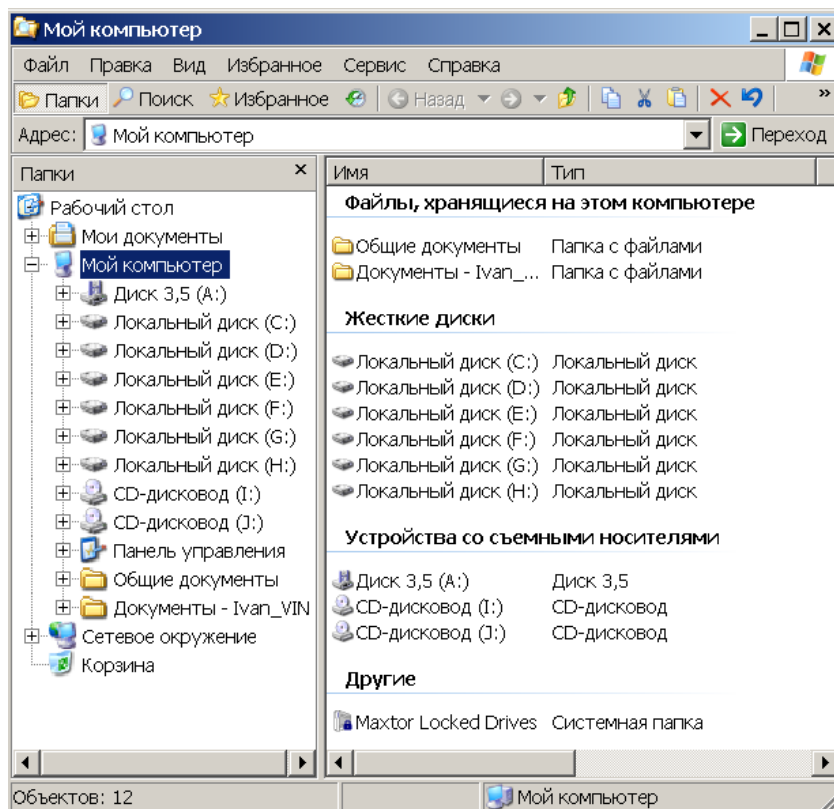 Мой компьютер
Файл Правка Вид Избранное Сервис Справка
Папки Поиск Избранное Назад »
Адрес: Мой компьютер Переход
Папки
Рабочий стол
Мои документы
Мой компьютер
Диск 3,5 (A:)
Локальный диск (C:)
Локальный диск (D:)
Локальный диск (E:)
Локальный диск (F:)
Локальный диск (G:)
Локальный диск (H:)
CD-дисковод (I:)
CD-дисковод (J:)
Панель управления
Общие документы
Документы - Ivan_VIN
Сетевое окружение
Корзина
Имя Тип
Файлы, хранящиеся на этом компьютере
Общие документы Папка с файлами
Документы - Ivan_... Папка с файлами
Жесткие диски
Локальный диск (C:) Локальный диск
Локальный диск (D:) Локальный диск
Локальный диск (E:) Локальный диск
Локальный диск (F:) Локальный диск
Локальный диск (G:) Локальный диск
Локальный диск (H:) Локальный диск
Устройства со съемными носителями
Диск 3,5 (A:) Диск 3,5
CD-дисковод (I:) CD-дисковод
CD-дисковод (J:) CD-дисковод
Другие
Maxtor Locked Drives Системная папка
Объектов: 12 Мой компьютер